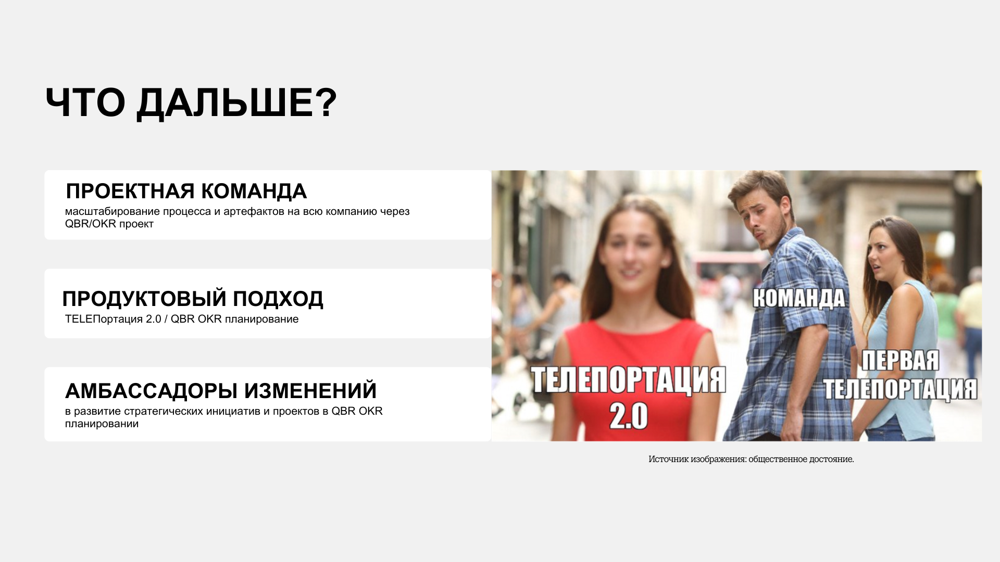 ЧТО ДАЛЬШЕ?
ПРОЕКТНАЯ КОМАНДА
масштабирование процесса и артефактов на всю компанию через
QBR/OKR проект
ПРОДУКТОВЫЙ ПОДХОД
TELEПортация 2.0 / QBR OKR планирование
АМБАССАДОРЫ ИЗМЕНЕНИЙ
в развитие стратегических инициатив и проектов в QBR OKR
планировании
КОМАНДА
ПЕРВАЯ
ТЕЛЕПОРТАЦИЯ
ТЕЛЕПОРТАЦИЯ
2.0
Источник изображения: общественное достояние.